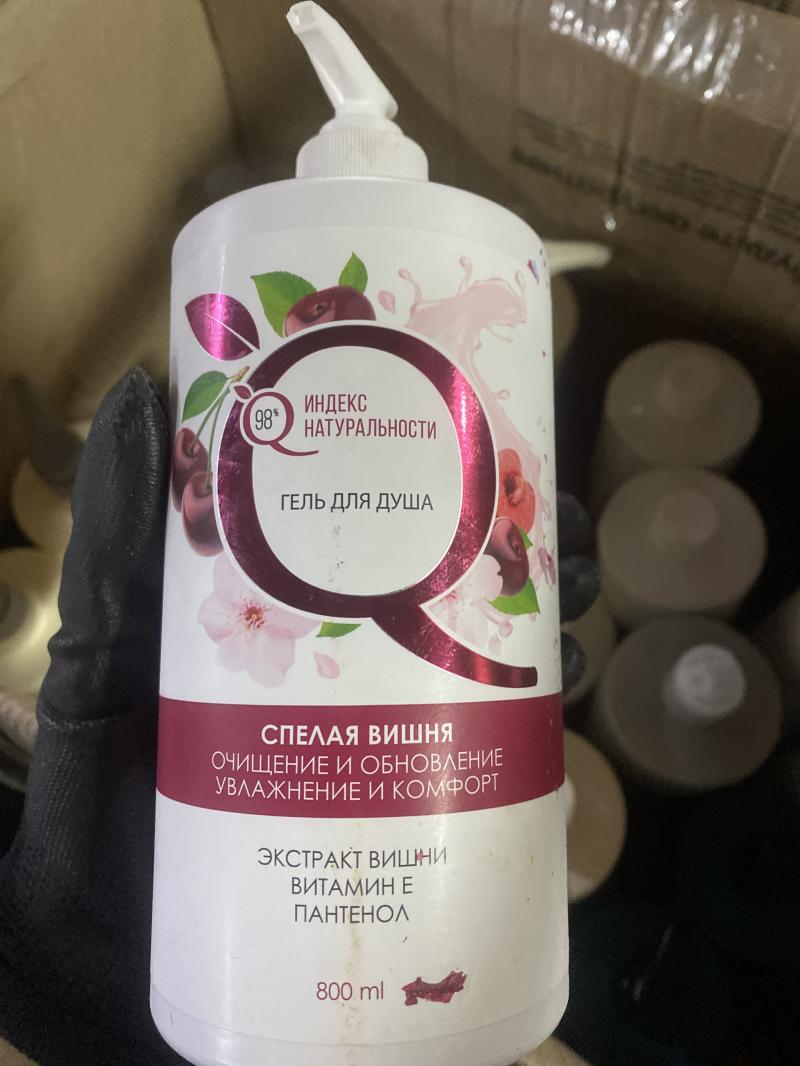 98%
ИНДЕКС
НАТУРАЛЬНОСТИ
ГЕЛЬ ДЛЯ ДУША
СПЕЛАЯ ВИШНЯ
ОЧИЩЕНИЕ И ОБНОВЛЕНИЕ
УВЛАЖНЕНИЕ И КОМФОРТ
ЭКСТРАКТ ВИШНИ
ВИТАМИН Е
ПАНТЕНОЛ
800 ml